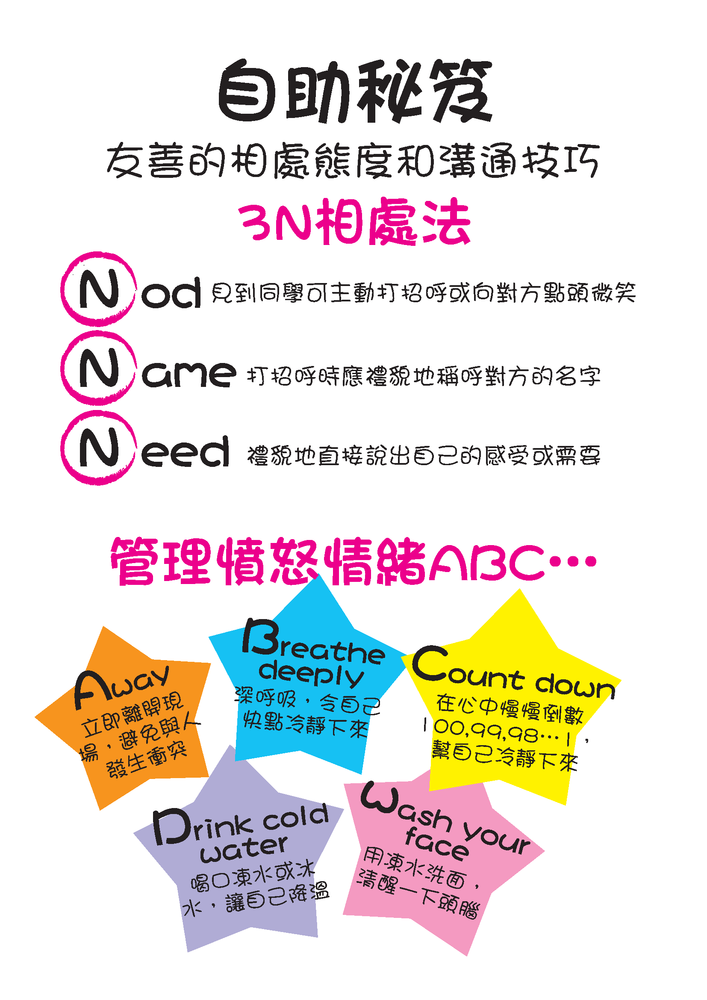 自助秘笈
友善的相處態度和溝通技巧
3N相處法
Nod 見到同學可主動打招呼或向對方點頭微笑
Name 打招呼時應禮貌地稱呼對方的名字
Need 禮貌地直接說出自己的感受或需要
管理憤怒情緒ABC…
Away
立即離開現
場，避免與人
發生衝突
Breathe
deeply
深呼吸，令自己
快點冷靜下來
Count down
在心中慢慢倒數
100,99,98…1，
幫自己冷靜下來
Drink cold
water
喝口凍水或冰
水，讓自己降溫
Wash your
face
用凍水洗面，
清醒一下頭腦